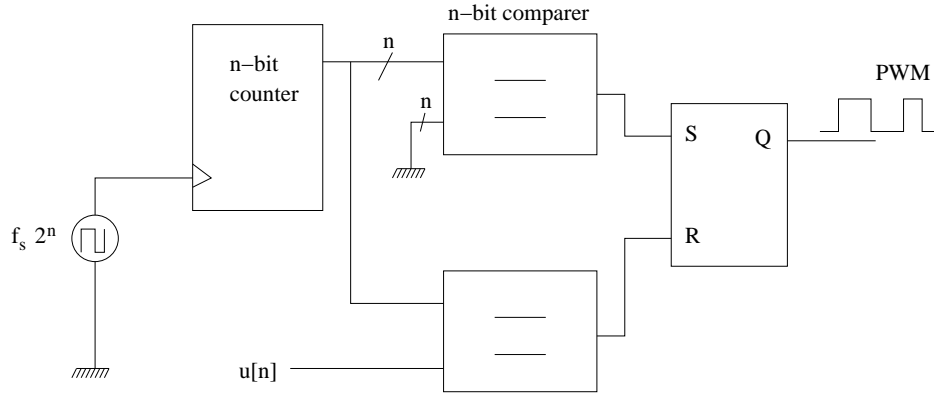 n−bit comparer
n
n−bit
counter
n
PWM
S
Q
R
f_s 2^n
u[n]